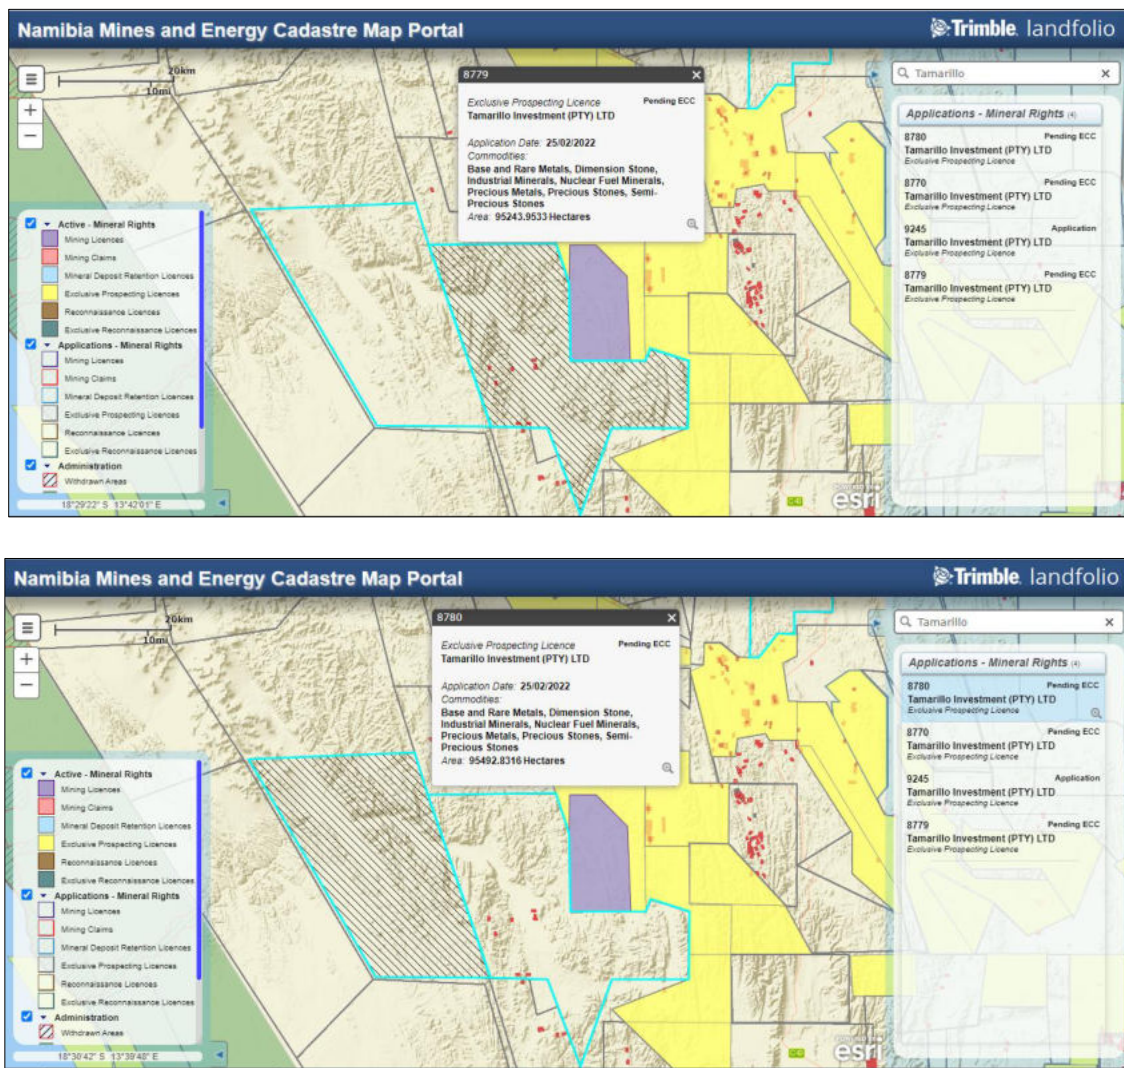 Namibia Mines and Energy Cadastre Map Portal
Trimble. landfolio
20km
10mi
+
−
8779
Exclusive Prospecting Licence Pending ECC
Tamarillo Investment (PTY) LTD
Application Date: 25/02/2022
Commodities:
Base and Rare Metals, Dimension Stone,
Industrial Minerals, Nuclear Fuel Minerals,
Precious Metals, Precious Stones, Semi-
Precious Stones
Area: 95243.9533 Hectares
Tamarillo
Applications - Mineral Rights (4)
8780 Pending ECC
Tamarillo Investment (PTY) LTD
Exclusive Prospecting Licence
8770 Pending ECC
Tamarillo Investment (PTY) LTD
Exclusive Prospecting Licence
9245 Application
Tamarillo Investment (PTY) LTD
Exclusive Prospecting Licence
8779 Pending ECC
Tamarillo Investment (PTY) LTD
Exclusive Prospecting Licence
Active - Mineral Rights
Mining Licences
Mining Claims
Mineral Deposit Retention Licences
Exclusive Prospecting Licences
Reconnaissance Licences
Exclusive Reconnaissance Licences
Applications - Mineral Rights
Mining Licences
Mining Claims
Mineral Deposit Retention Licences
Exclusive Prospecting Licences
Reconnaissance Licences
Exclusive Reconnaissance Licences
Administration
Withdrawn Areas
18°29'22" S 13°42'01" E
esri
Namibia Mines and Energy Cadastre Map Portal
Trimble. landfolio
20km
10mi
+
−
8780
Exclusive Prospecting Licence Pending ECC
Tamarillo Investment (PTY) LTD
Application Date: 25/02/2022
Commodities:
Base and Rare Metals, Dimension Stone,
Industrial Minerals, Nuclear Fuel Minerals,
Precious Metals, Precious Stones, Semi-
Precious Stones
Area: 95492.8316 Hectares
Tamarillo
Applications - Mineral Rights (4)
8780 Pending ECC
Tamarillo Investment (PTY) LTD
Exclusive Prospecting Licence
8770 Pending ECC
Tamarillo Investment (PTY) LTD
Exclusive Prospecting Licence
9245 Application
Tamarillo Investment (PTY) LTD
Exclusive Prospecting Licence
8779 Pending ECC
Tamarillo Investment (PTY) LTD
Exclusive Prospecting Licence
Active - Mineral Rights
Mining Licences
Mining Claims
Mineral Deposit Retention Licences
Exclusive Prospecting Licences
Reconnaissance Licences
Exclusive Reconnaissance Licences
Applications - Mineral Rights
Mining Licences
Mining Claims
Mineral Deposit Retention Licences
Exclusive Prospecting Licences
Reconnaissance Licences
Exclusive Reconnaissance Licences
Administration
Withdrawn Areas
18°30'42" S 13°39'48" E
esri